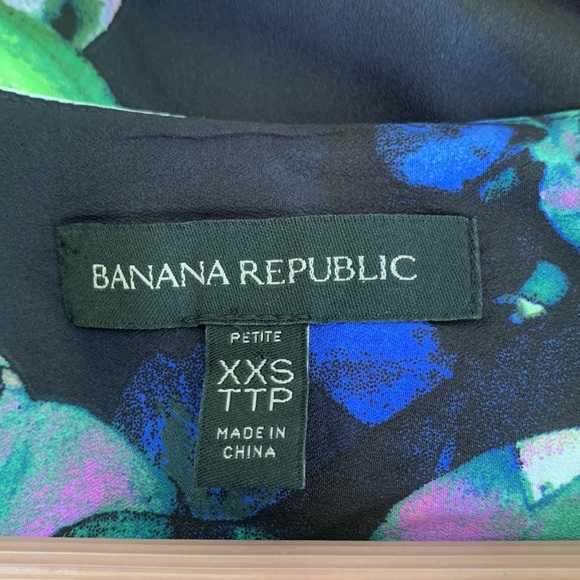 BANANA REPUBLIC
PETITE
XXS
TTP
MADE IN
CHINA